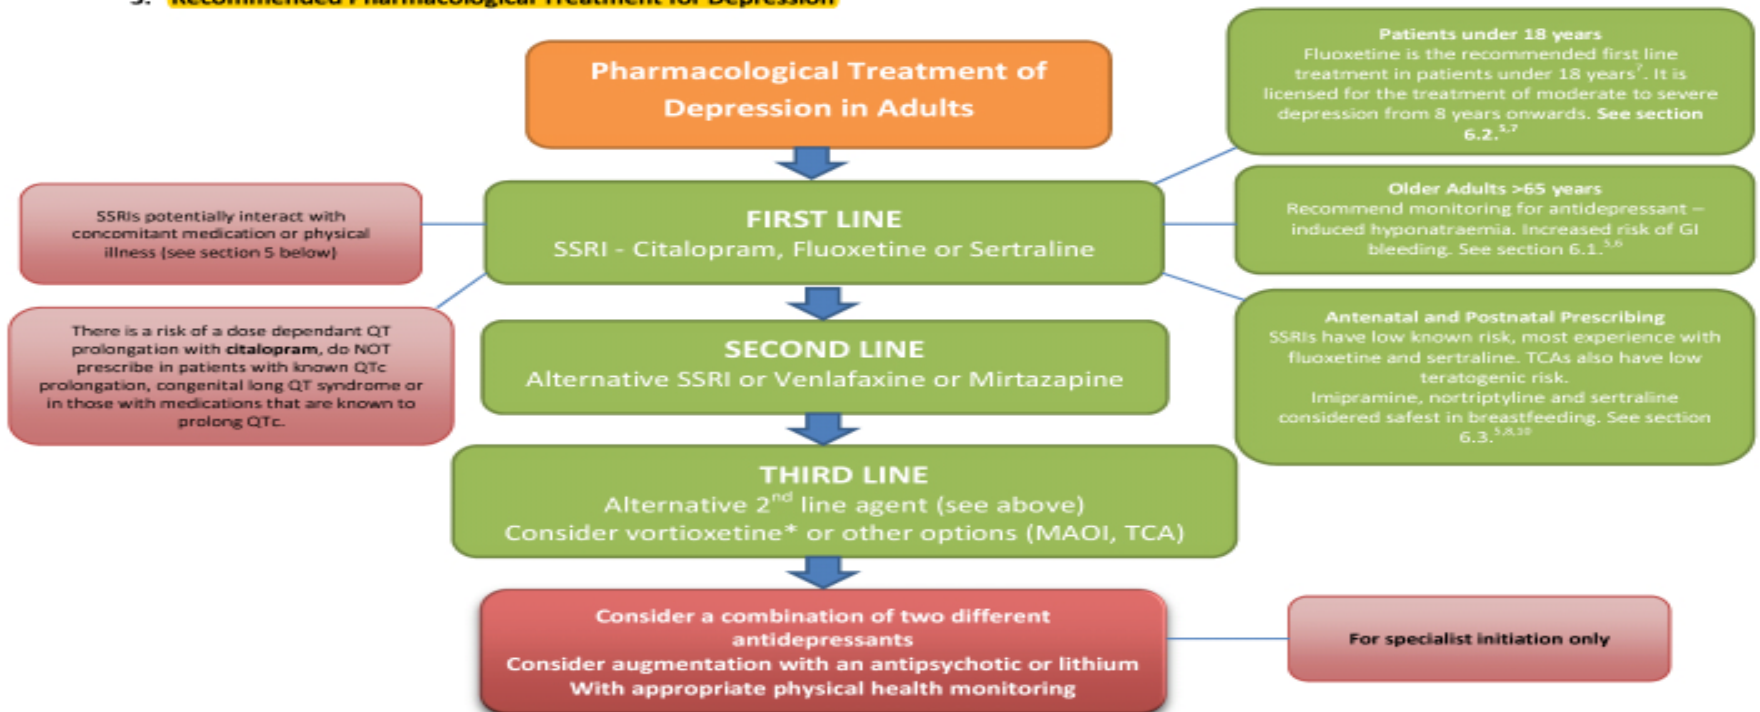 3. Recommended Pharmacological Treatment for Depression
Pharmacological Treatment of
Depression in Adults
Patients under 18 years
Fluoxetine is the recommended first line
treatment in patients under 18 years7. It is
licensed for the treatment of moderate to severe
depression from 8 years onwards. See section
6.2.5,7
SSRIs potentially interact with
concomitant medication or physical
illness (see section 5 below)
FIRST LINE
SSRI - Citalopram, Fluoxetine or Sertraline
Older Adults >65 years
Recommend monitoring for antidepressant –
induced hyponatraemia. Increased risk of GI
bleeding. See section 6.1.5,6
There is a risk of a dose dependant QT
prolongation with citalopram, do NOT
prescribe in patients with known QTc
prolongation, congenital long QT syndrome or
in those with medications that are known to
prolong QTc.
SECOND LINE
Alternative SSRI or Venlafaxine or Mirtazapine
Antenatal and Postnatal Prescribing
SSRIs have low known risk, most experience with
fluoxetine and sertraline. TCAs also have low
teratogenic risk.
Imipramine, nortriptyline and sertraline
considered safest in breastfeeding. See section
6.3.5,8,10
THIRD LINE
Alternative 2nd line agent (see above)
Consider vortioxetine* or other options (MAOI, TCA)
Consider a combination of two different
antidepressants
Consider augmentation with an antipsychotic or lithium
With appropriate physical health monitoring
For specialist initiation only